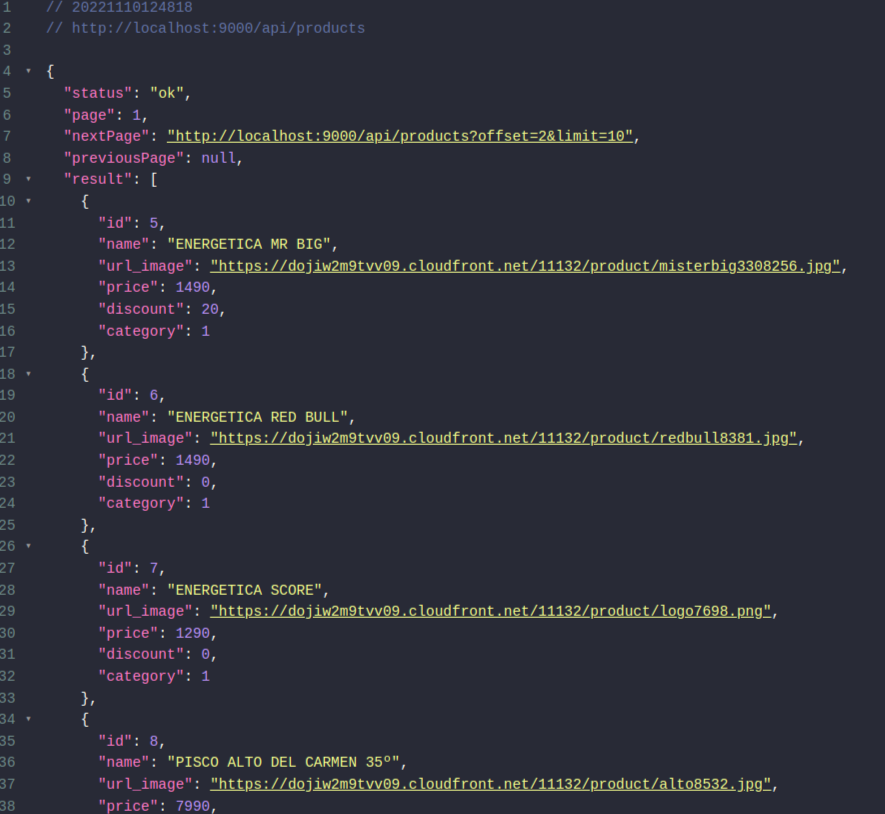 1 // 20221110124818
2 // http://localhost:9000/api/products
3
4 {
5 "status": "ok",
6 "page": 1,
7 "nextPage": "http://localhost:9000/api/products?offset=2&limit=10",
8 "previousPage": null,
9 "result": [
10 {
11 "id": 5,
12 "name": "ENERGETICA MR BIG",
13 "url_image": "https://dojiw2m9tvv09.cloudfront.net/11132/product/misterbig3308256.jpg",
14 "price": 1490,
15 "discount": 20,
16 "category": 1
17 },
18 {
19 "id": 6,
20 "name": "ENERGETICA RED BULL",
21 "url_image": "https://dojiw2m9tvv09.cloudfront.net/11132/product/redbull8381.jpg",
22 "price": 1490,
23 "discount": 0,
24 "category": 1
25 },
26 {
27 "id": 7,
28 "name": "ENERGETICA SCORE",
29 "url_image": "https://dojiw2m9tvv09.cloudfront.net/11132/product/logo7698.png",
30 "price": 1290,
31 "discount": 0,
32 "category": 1
33 },
34 {
35 "id": 8,
36 "name": "PISCO ALTO DEL CARMEN 35º",
37 "url_image": "https://dojiw2m9tvv09.cloudfront.net/11132/product/alto8532.jpg",
38 "price": 7990,